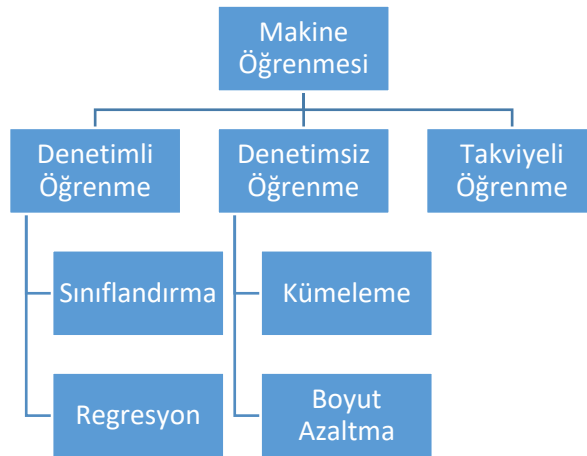 Makine
Öğrenmesi
Denetimli
Öğrenme
Denetimsiz
Öğrenme
Takviyeli
Öğrenme
Sınıflandırma
Kümeleme
Regresyon
Boyut
Azaltma